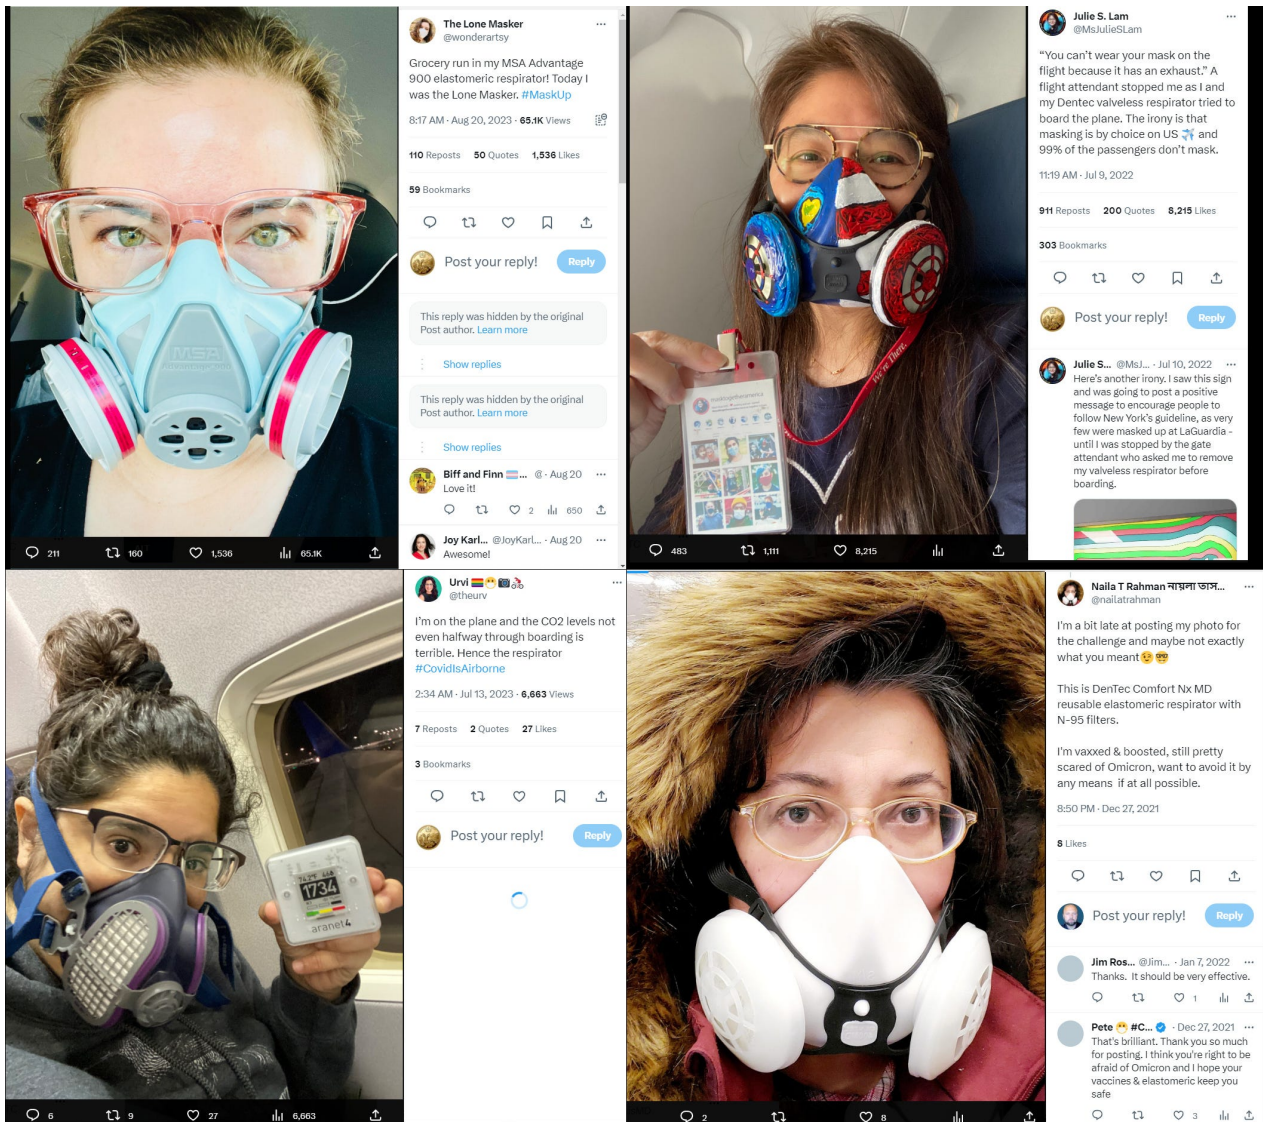 The Lone Masker
@wonderartsy
Grocery run in my MSA Advantage
900 elastomeric respirator! Today I
was the Lone Masker. #MaskUp
8:17 AM · Aug 20, 2023 · 65.1K Views
110 Reposts 50 Quotes 1,536 Likes
59 Bookmarks
Post your reply!
Reply
This reply was hidden by the original
Post author. Learn more
Show replies
This reply was hidden by the original
Post author. Learn more
Show replies
Biff and Finn ... @ · Aug 20
Love it!
2 650
Joy Karl... @JoyKarl... · Aug 20
Awesome!
MSA
211 160 1,536 65.1K
Julie S. Lam
@MsJulieSLam
“You can’t wear your mask on the
flight because it has an exhaust.” A
flight attendant stopped me as I and
my Dentec valveless respirator tried to
board the plane. The irony is that
masking is by choice on US ✈️ and
99% of the passengers don’t mask.
11:19 AM · Jul 9, 2022
911 Reposts 200 Quotes 8,215 Likes
303 Bookmarks
Post your reply!
Reply
Julie S... @MsJ... · Jul 10, 2022
Here’s another irony. I saw this sign
and was going to post a positive
message to encourage people to
follow New York’s guideline, as very
few were masked up at LaGuardia -
until I was stopped by the gate
attendant who asked me to remove
my valveless respirator before
boarding.
We're There.
483 1,111 8,215
Urvi 🏳️‍🌈😷📷🚴
@theurv
I’m on the plane and the CO2 levels not
even halfway through boarding is
terrible. Hence the respirator
#CovidIsAirborne
2:34 AM · Jul 13, 2023 · 6,663 Views
7 Reposts 2 Quotes 27 Likes
3 Bookmarks
Post your reply!
Reply
1734
aranet4
6 9 27 6,663
Naila T Rahman নায়লা তাস...
@nailatrahman
I'm a bit late at posting my photo for
the challenge and maybe not exactly
what you meant😉🤓
This is DenTec Comfort Nx MD
reusable elastomeric respirator with
N-95 filters.
I'm vaxxed & boosted, still pretty
scared of Omicron, want to avoid it by
any means if at all possible.
8:50 PM · Dec 27, 2021
8 Likes
Post your reply!
Reply
Jim Ros... @Jim... · Jan 7, 2022
Thanks. It should be very effective.
1
Pete 😷 #C... · Dec 27, 2021
That's brilliant. Thank you so much
for posting. I think you're right to be
afraid of Omicron and I hope your
vaccines & elastomeric keep you
safe
3
2 8